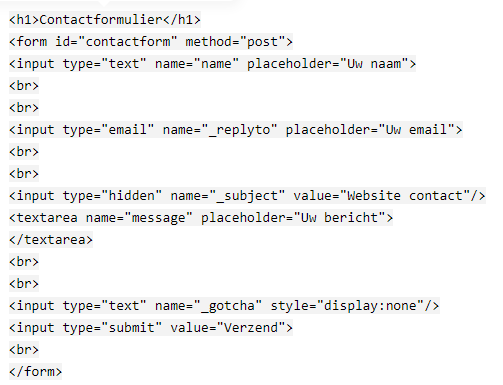 <h1>Contactformulier</h1>
<form id="contactform" method="post">
<input type="text" name="name" placeholder="Uw naam">
<br>
<br>
<input type="email" name="_replyto" placeholder="Uw email">
<br>
<br>
<input type="hidden" name="_subject" value="Website contact"/>
<textarea name="message" placeholder="Uw bericht">
</textarea>
<br>
<br>
<input type="text" name="_gotcha" style="display:none"/>
<input type="submit" value="Verzend">
<br>
</form>